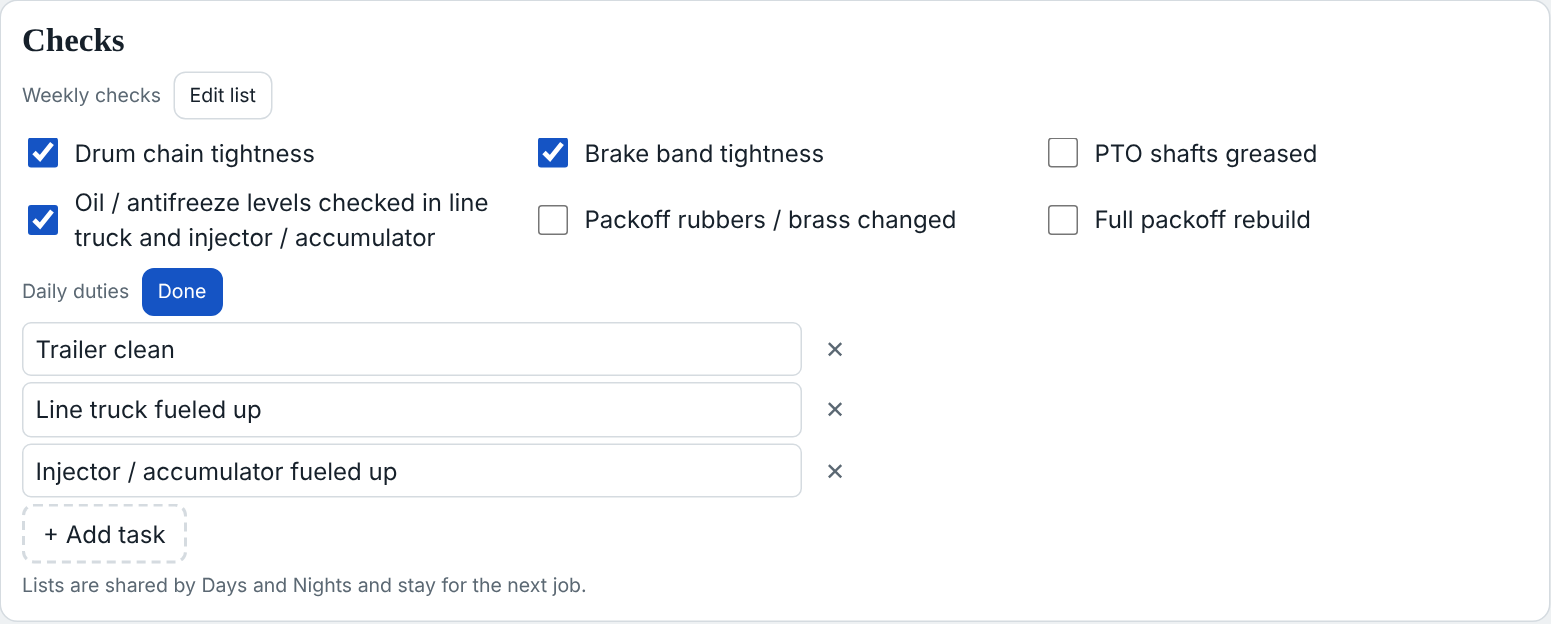 Checks
Weekly checks Edit list
Drum chain tightness Brake band tightness PTO shafts greased
Oil / antifreeze levels checked in line
truck and injector / accumulator Packoff rubbers / brass changed Full packoff rebuild
Daily duties Done
Trailer clean ✕
Line truck fueled up ✕
Injector / accumulator fueled up ✕
+ Add task
Lists are shared by Days and Nights and stay for the next job.